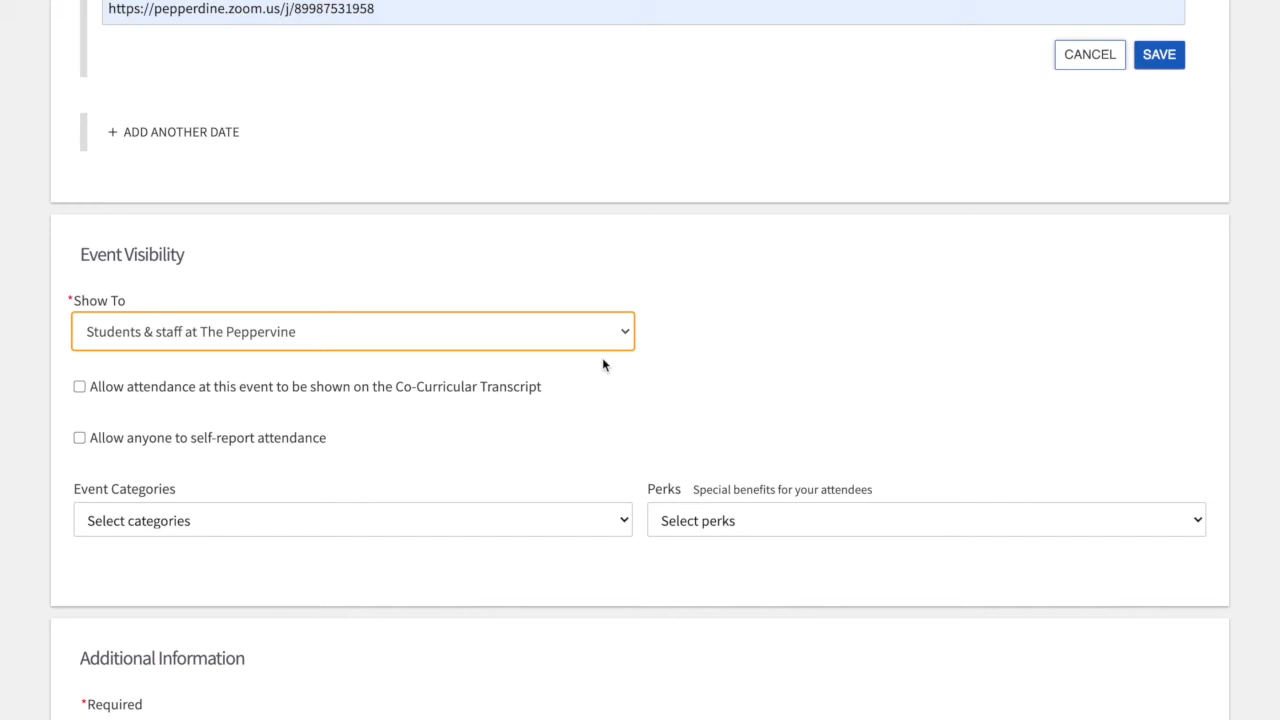 https://pepperdine.zoom.us/j/89987531958
CANCEL
SAVE
+ ADD ANOTHER DATE
Event Visibility
*Show To
Students & staff at The Peppervine
Allow attendance at this event to be shown on the Co-Curricular Transcript
Allow anyone to self-report attendance
Event Categories
Select categories
Perks Special benefits for your attendees
Select perks
Additional Information
*Required